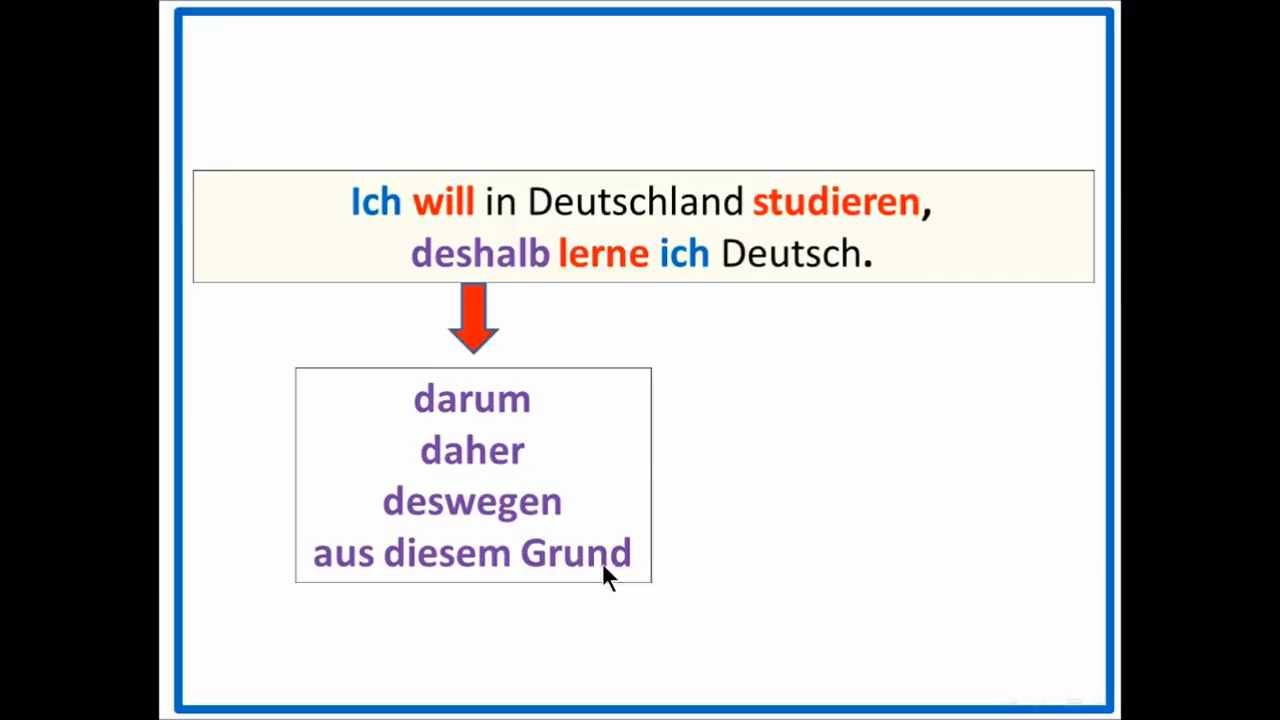 Ich will in Deutschland studieren,
deshalb lerne ich Deutsch.
darum
daher
deswegen
aus diesem Grund